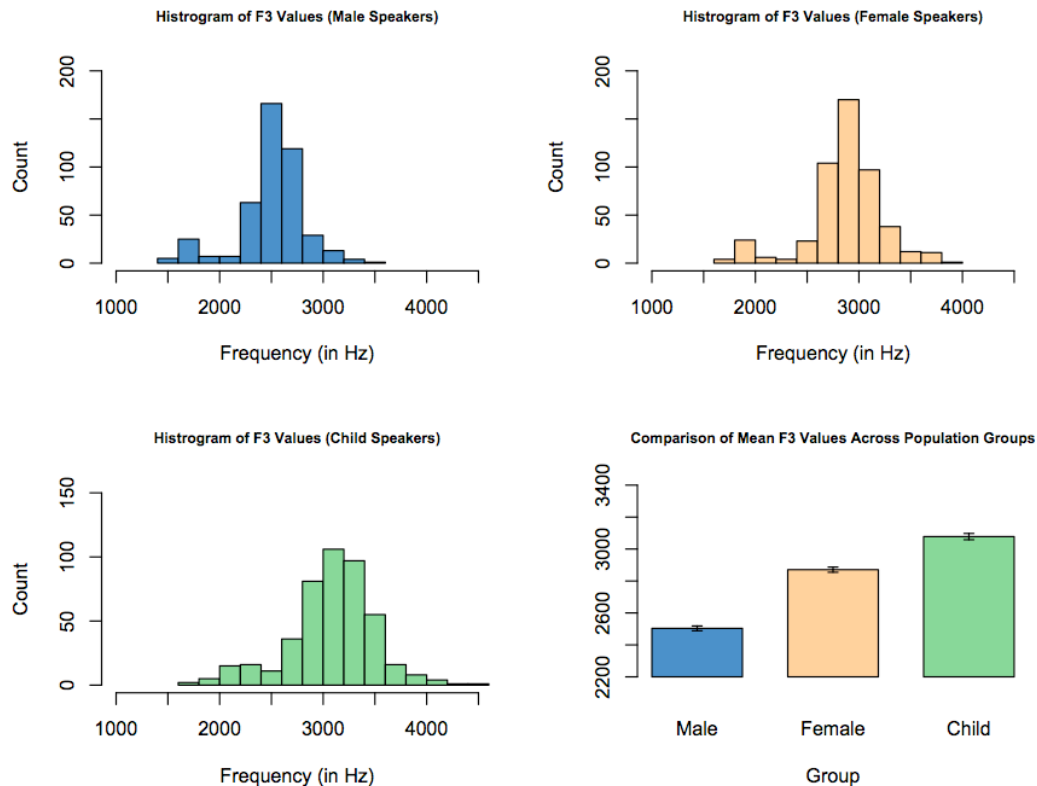 Histrogram of F3 Values (Male Speakers)
200
100
50
0
Count
1000 2000 3000 4000
Frequency (in Hz)
Histrogram of F3 Values (Female Speakers)
200
100
50
0
Count
1000 2000 3000 4000
Frequency (in Hz)
Histrogram of F3 Values (Child Speakers)
150
100
50
0
Count
1000 2000 3000 4000
Frequency (in Hz)
Comparison of Mean F3 Values Across Population Groups
3400
3000
2600
2200
Male Female Child
Group